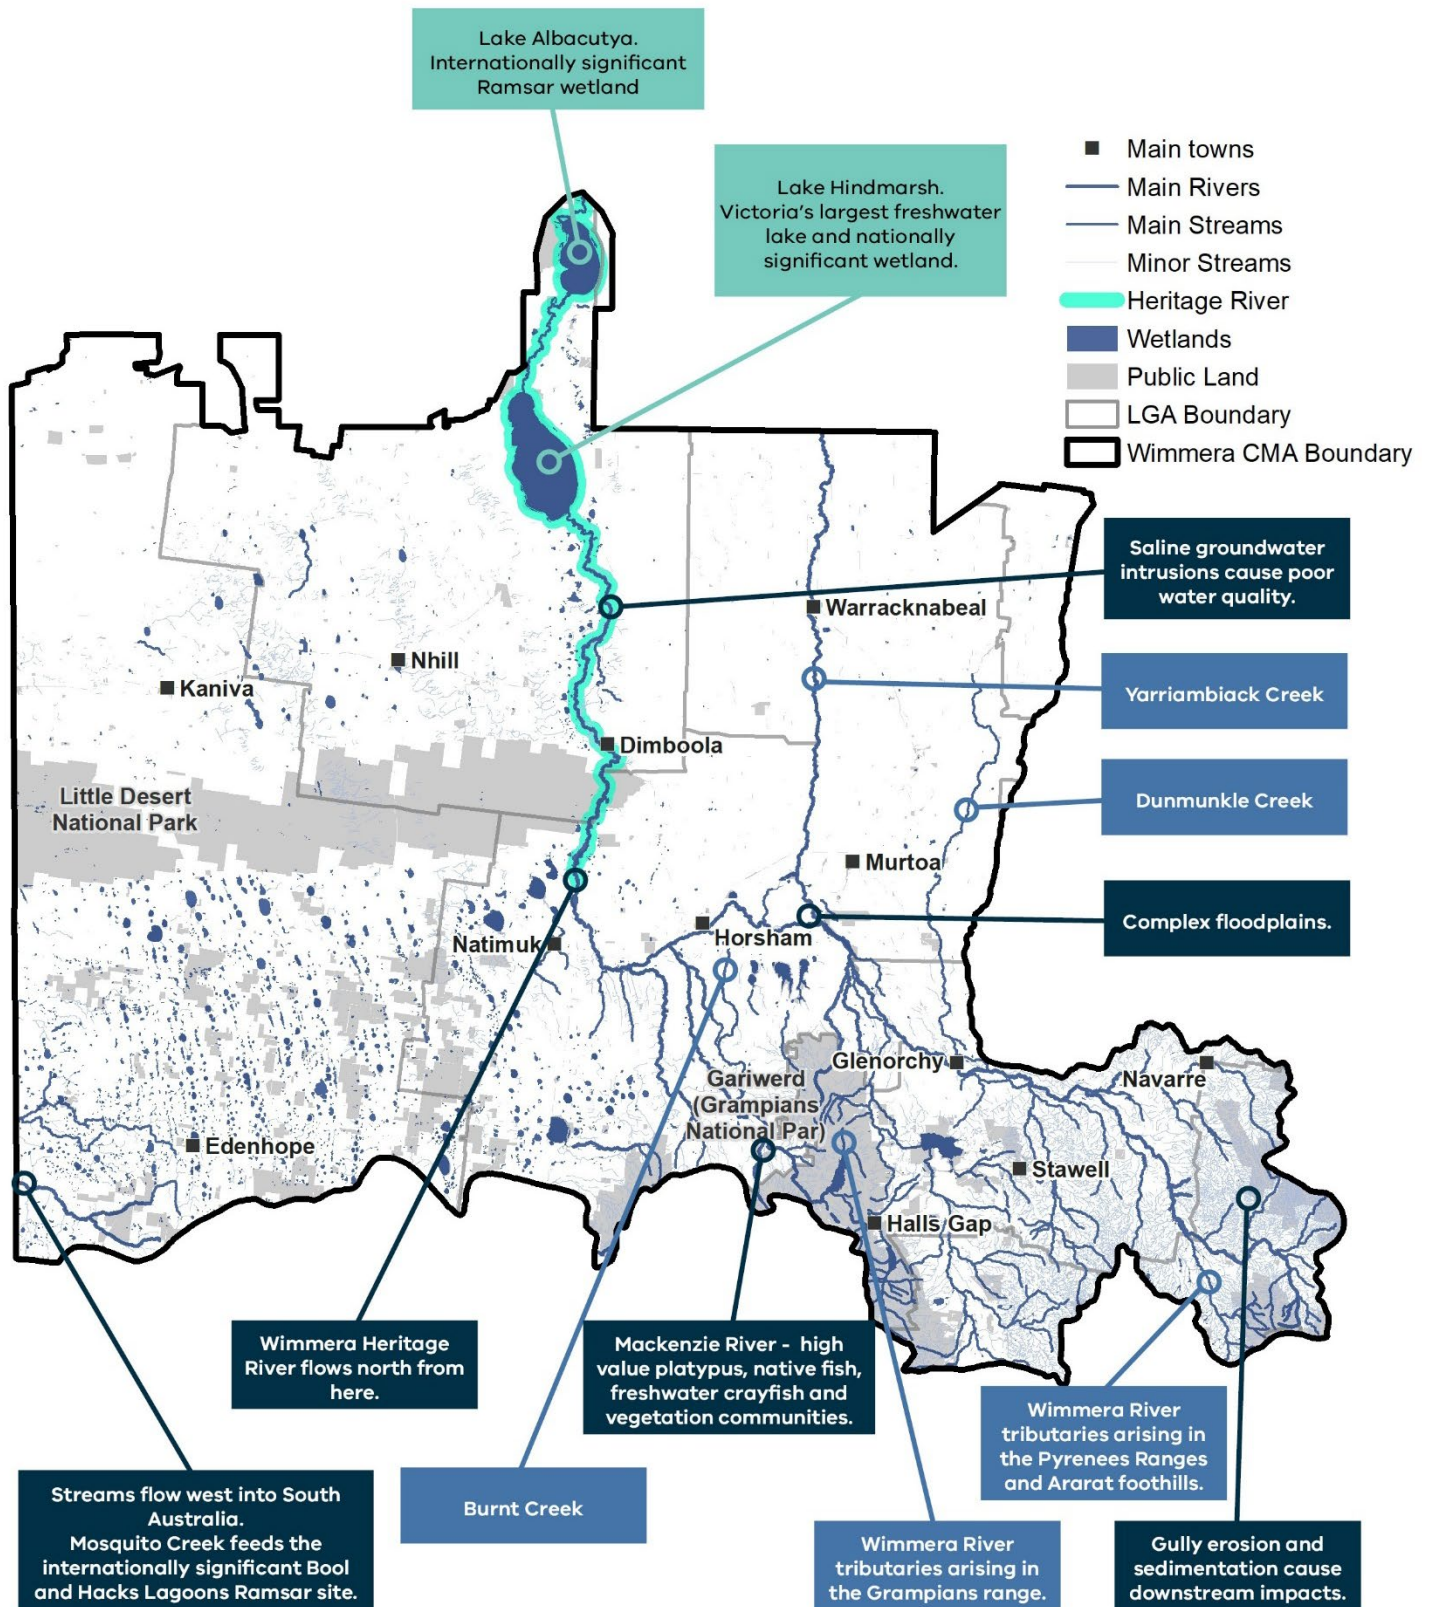 Lake Albacutya.
Internationally significant
Ramsar wetland
Lake Hindmarsh.
Victoria's largest freshwater
lake and nationally
significant wetland.
Main towns
Main Rivers
Main Streams
Minor Streams
Heritage River
Wetlands
Public Land
LGA Boundary
Wimmera CMA Boundary
Saline groundwater
intrusions cause poor
water quality.
Warracknabeal
Nhill
Kaniva
Yarriambiack Creek
Dimboola
Little Desert
National Park
Dunmunkle Creek
Murtoa
Complex floodplains.
Natimuk
Horsham
Glenorchy
Navarre
Gariwerd
(Grampians
National Par)
Edenhope
Stawell
Halls Gap
Wimmera Heritage
River flows north from
here.
Mackenzie River - high
value platypus, native fish,
freshwater crayfish and
vegetation communities.
Wimmera River
tributaries arising in
the Pyrenees Ranges
and Ararat foothills.
Streams flow west into South
Australia.
Mosquito Creek feeds the
internationally significant Bool
and Hacks Lagoons Ramsar site.
Burnt Creek
Wimmera River
tributaries arising in
the Grampians range.
Gully erosion and
sedimentation cause
downstream impacts.